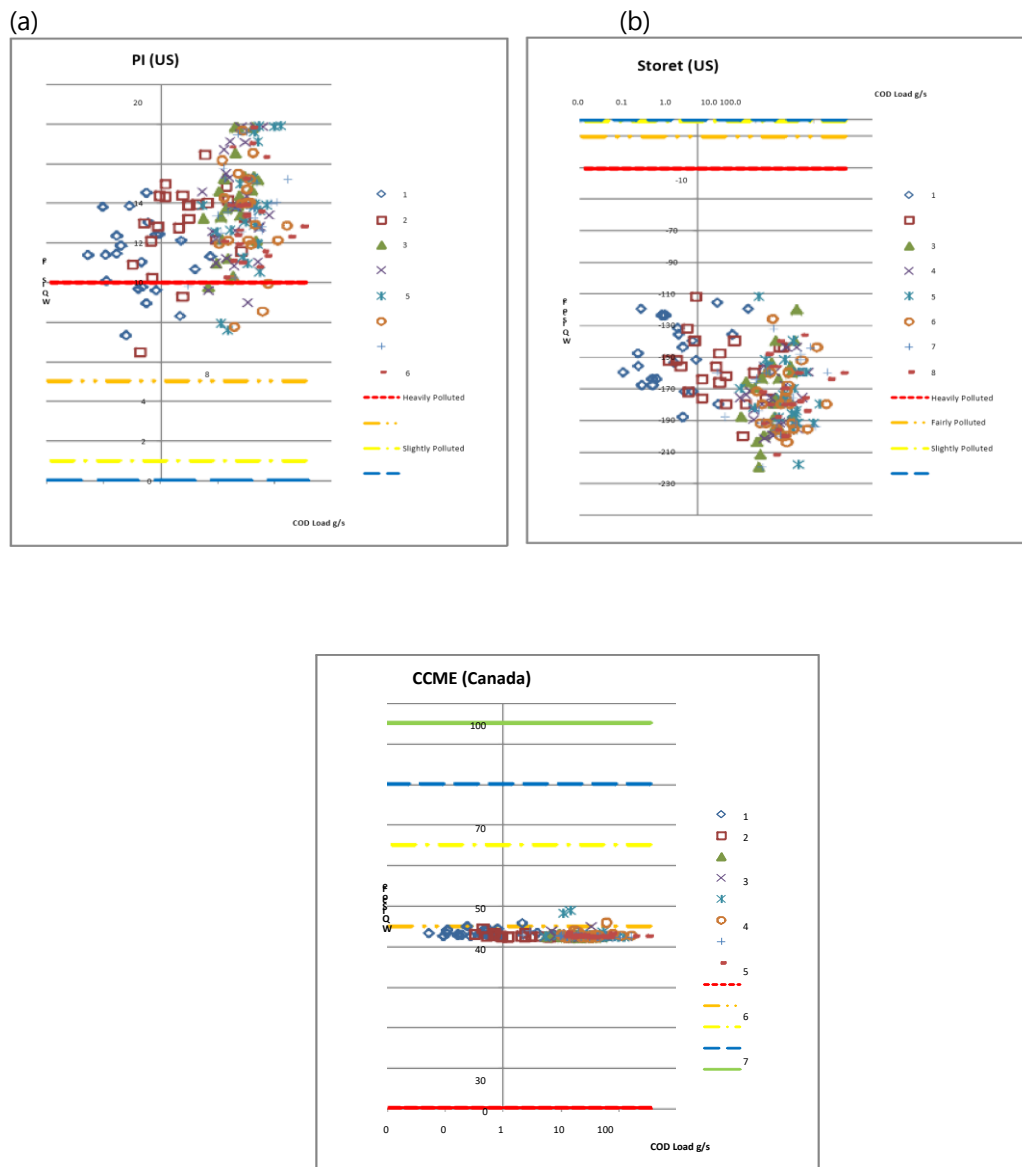 (a)
(b)
PI (US)
20
14
12
10
8
4
2
0
COD Load g/s
1
2
3
5
6
Slightly Polluted
Storet (US)
COD Load g/s
0.0 0.1 1.0 10.0 100.0
-10
-70
-90
-110
-130
-150
-170
-190
-210
-230
1
3
4
5
6
7
8
Heavily Polluted
Fairly Polluted
Slightly Polluted
Heavily Polluted
CCME (Canada)
100
70
50
40
30
0
0 0 1 10 100
COD Load g/s
1
2
3
4
5
6
7